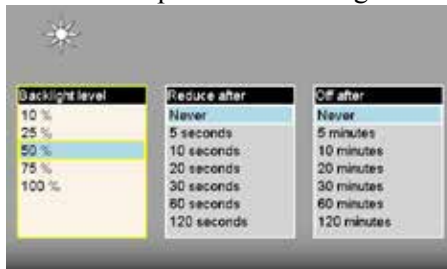 Backlight level
10 %
25 %
50 %
75 %
100 %
Reduce after
Never
5 seconds
10 seconds
20 seconds
30 seconds
60 seconds
120 seconds
Off after
Never
5 minutes
10 minutes
20 minutes
30 minutes
60 minutes
120 minutes